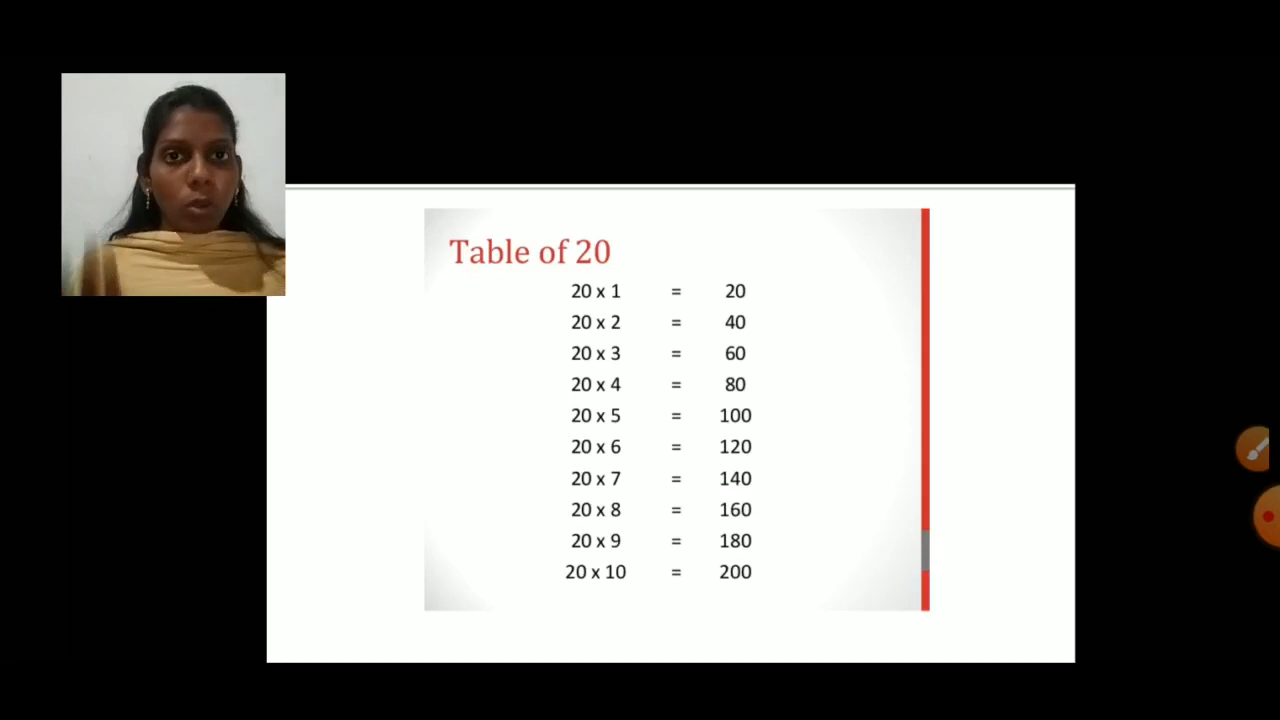 Table of 20
20 x 1 = 20
20 x 2 = 40
20 x 3 = 60
20 x 4 = 80
20 x 5 = 100
20 x 6 = 120
20 x 7 = 140
20 x 8 = 160
20 x 9 = 180
20 x 10 = 200